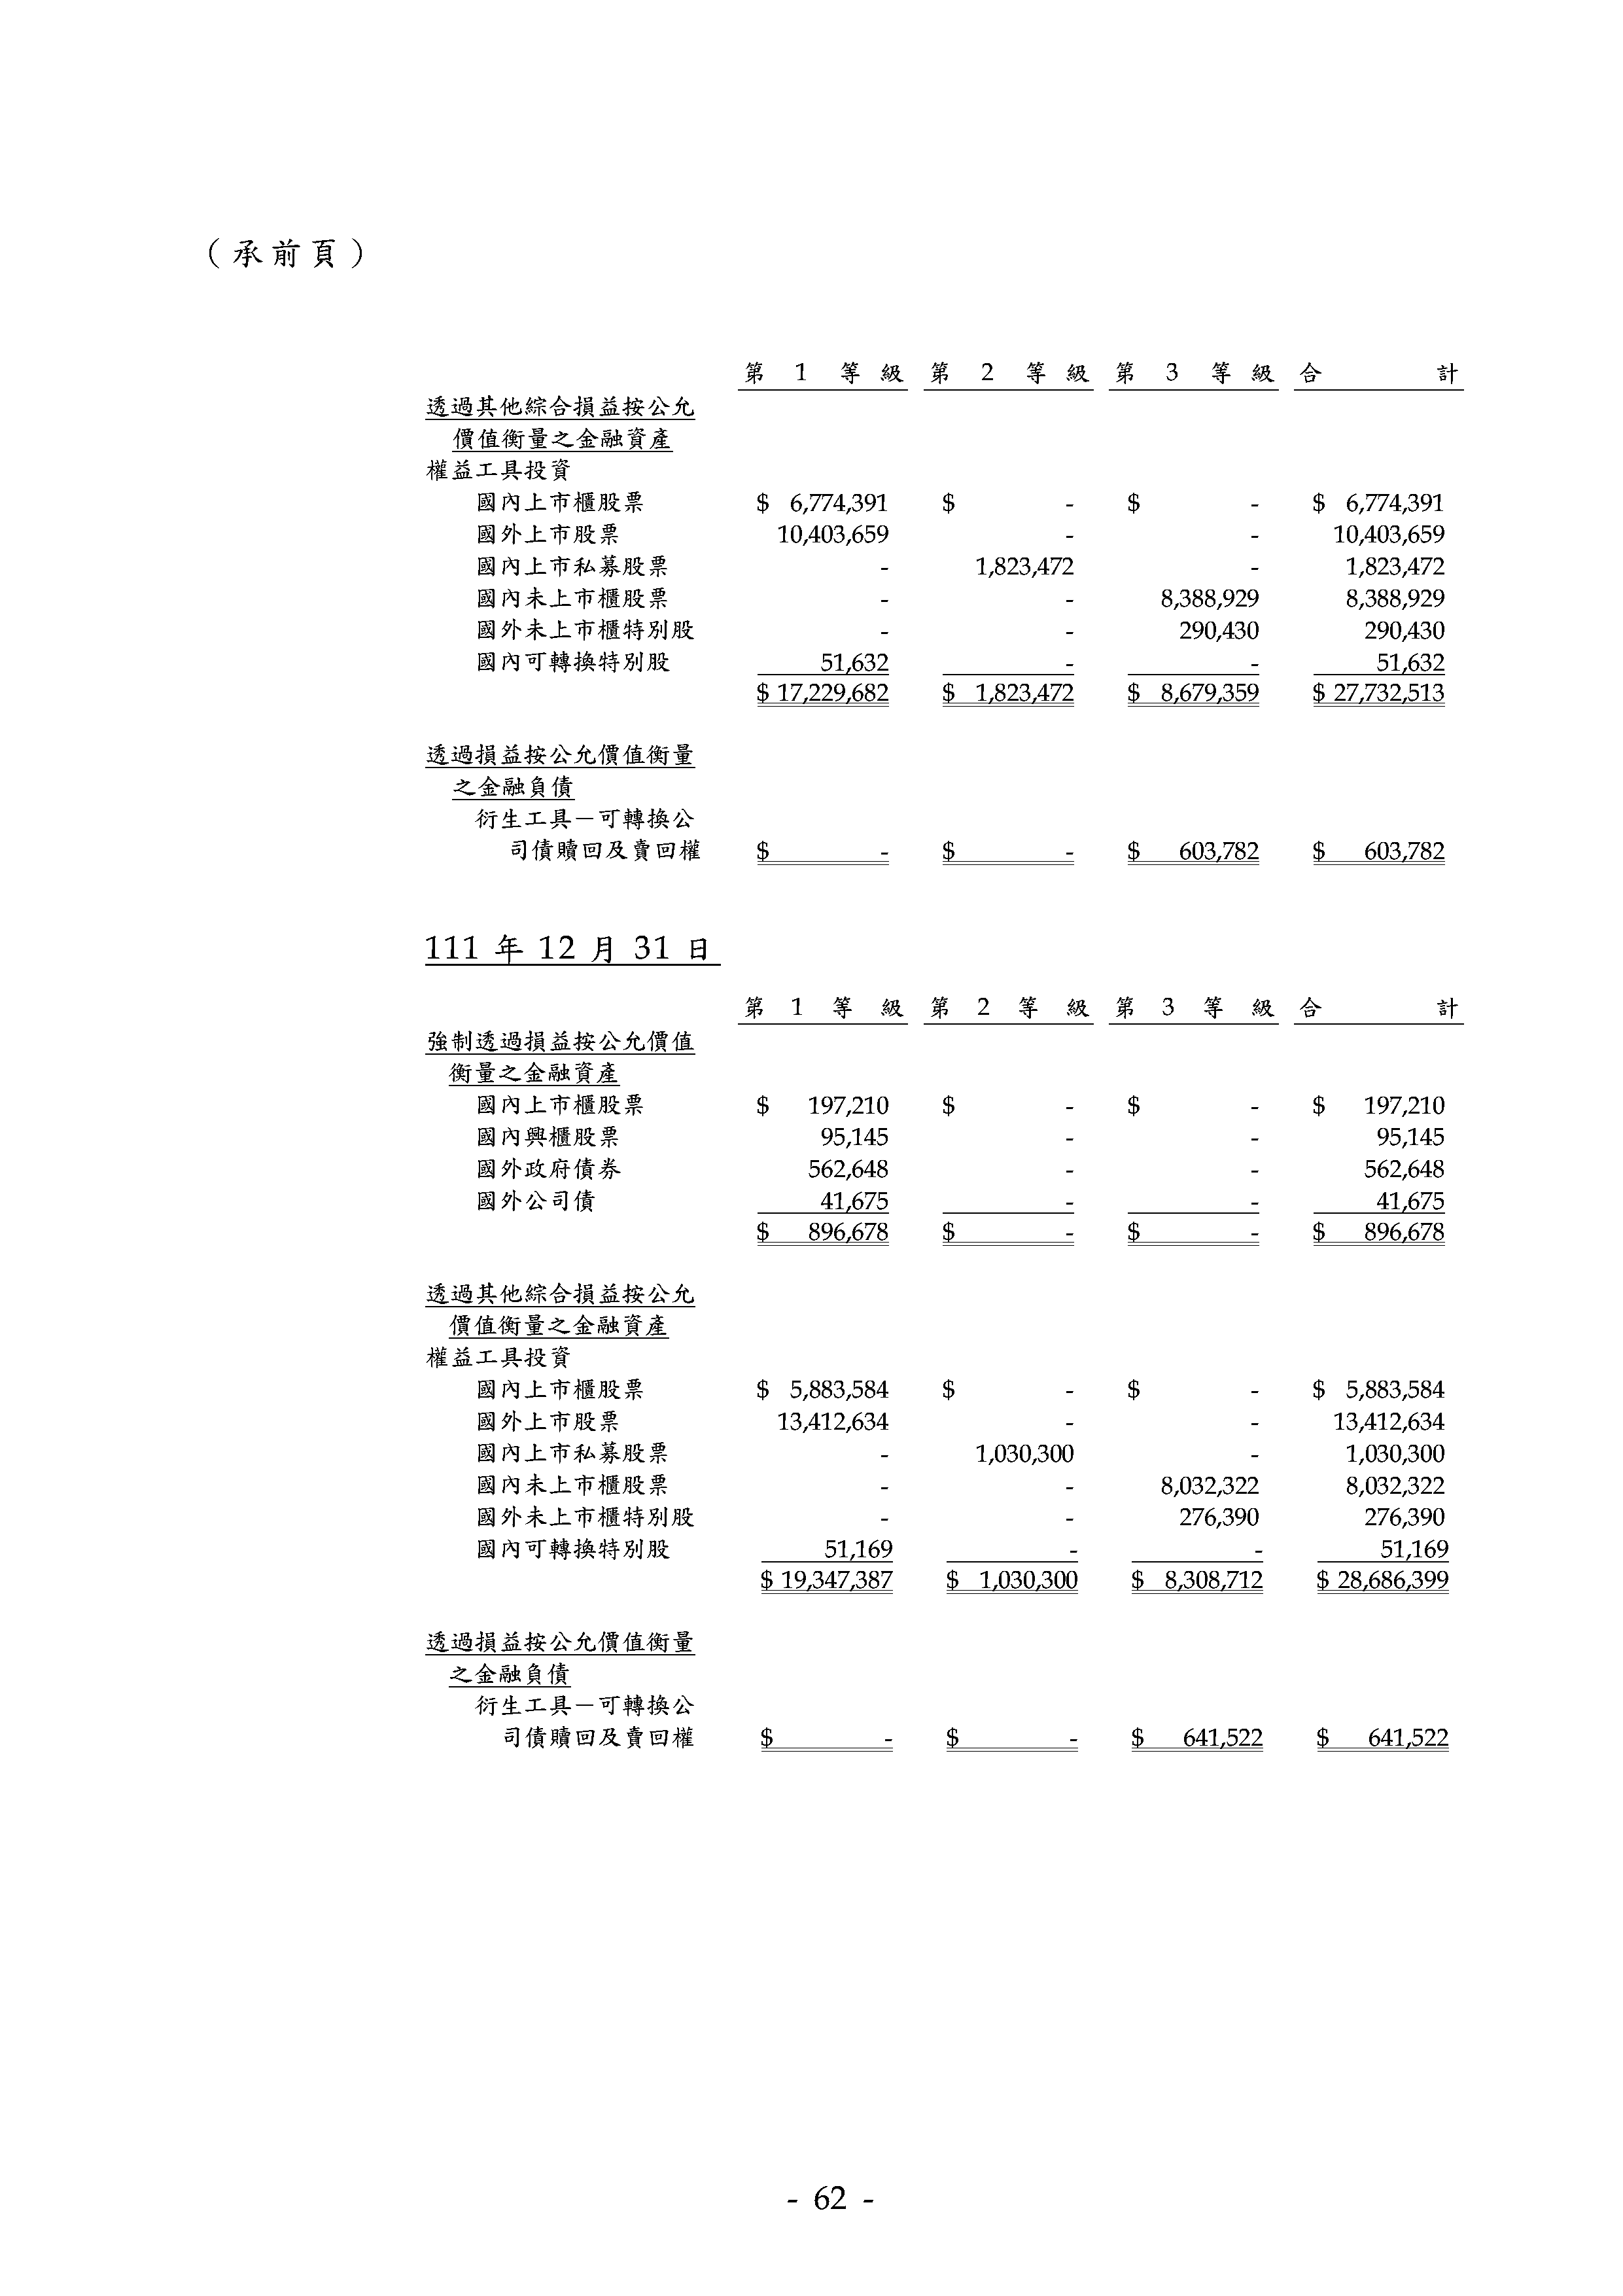 （承前頁）
第 1 等級 第 2 等級 第 3 等級 合 計
透過其他綜合損益按公允
價值衡量之金融資產
權益工具投資
國內上市櫃股票 $ 6,774,391 $ - $ - $ 6,774,391
國外上市股票 10,403,659 - - 10,403,659
國內上市私募股票 - 1,823,472 - 1,823,472
國內未上市櫃股票 - - 8,388,929 8,388,929
國外未上市櫃特別股 - - 290,430 290,430
國內可轉換特別股 51,632 - - 51,632
$ 17,229,682 $ 1,823,472 $ 8,679,359 $ 27,732,513
透過損益按公允價值衡量
之金融負債
衍生工具－可轉換公
司債贖回及賣回權 $ - $ - $ 603,782 $ 603,782
111 年 12 月 31 日
第 1 等級 第 2 等級 第 3 等級 合 計
強制透過損益按公允價值
衡量之金融資產
國內上市櫃股票 $ 197,210 $ - $ - $ 197,210
國內興櫃股票 95,145 - - 95,145
國外政府債券 562,648 - - 562,648
國外公司債 41,675 - - 41,675
$ 896,678 $ - $ - $ 896,678
透過其他綜合損益按公允
價值衡量之金融資產
權益工具投資
國內上市櫃股票 $ 5,883,584 $ - $ - $ 5,883,584
國外上市股票 13,412,634 - - 13,412,634
國內上市私募股票 - 1,030,300 - 1,030,300
國內未上市櫃股票 - - 8,032,322 8,032,322
國外未上市櫃特別股 - - 276,390 276,390
國內可轉換特別股 51,169 - - 51,169
$ 19,347,387 $ 1,030,300 $ 8,308,712 $ 28,686,399
透過損益按公允價值衡量
之金融負債
衍生工具－可轉換公
司債贖回及賣回權 $ - $ - $ 641,522 $ 641,522
- 62 -